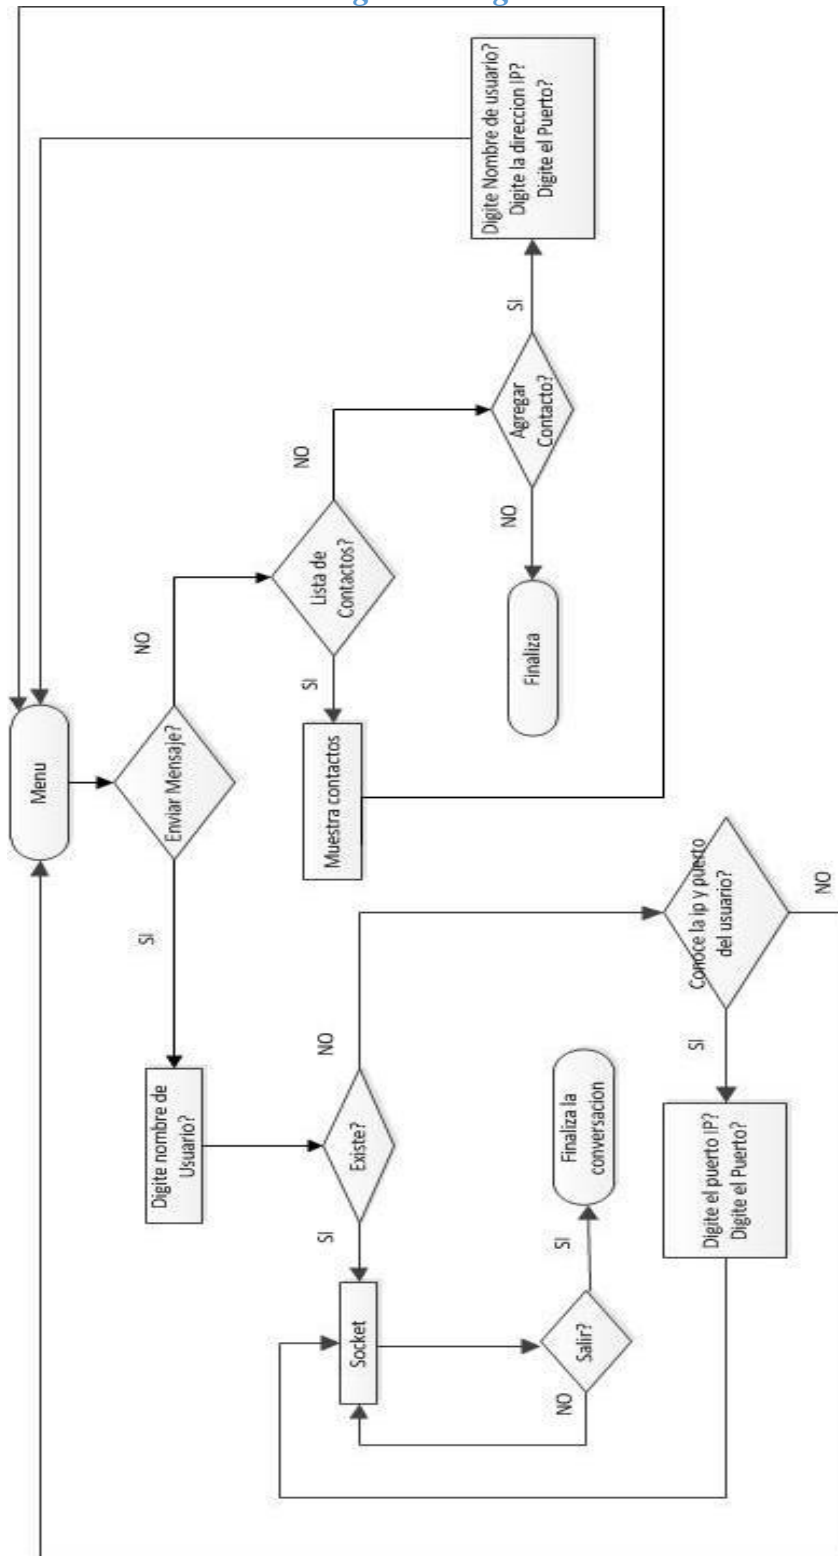 Menu
Enviar Mensaje?
SI
NO
Digite nombre de
Usuario?
Existe?
SI
NO
Socket
Salir?
NO
SI
Finaliza la
conversacion
Conoce la ip y puerto
del usuario?
SI
NO
Digite el puerto IP?
Digite el Puerto?
Lista de
Contactos?
SI
NO
Muestra contactos
Agregar
Contacto?
NO
SI
Finaliza
Digite Nombre de usuario?
Digite la direccion IP?
Digite el Puerto?